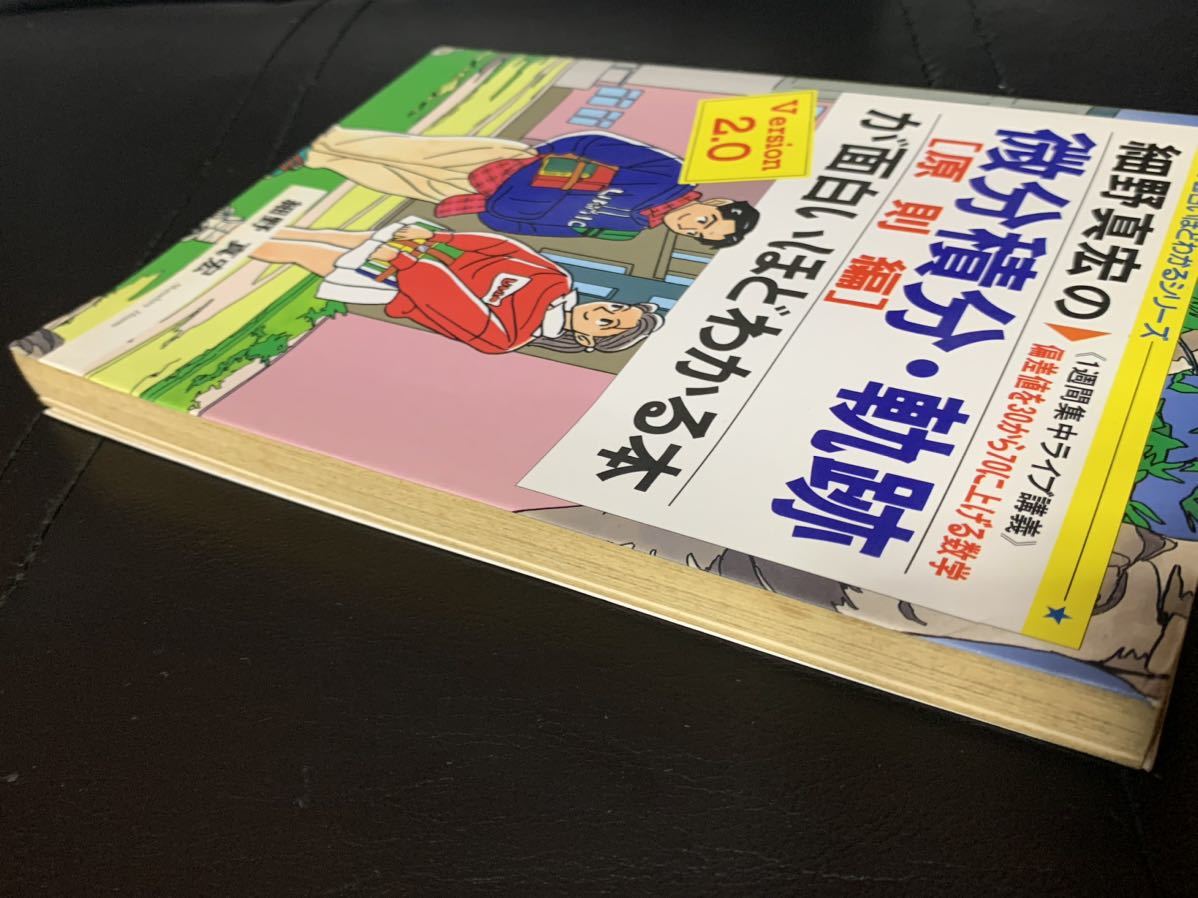 白いほどわかるシリーズ
《1週間集中ライブ講義》
偏差値を30から70に上げる数学
細野真宏の
微分積分・軌跡
[原則編]
が面白いほどわかる本
Version
2.0
細野 真宏